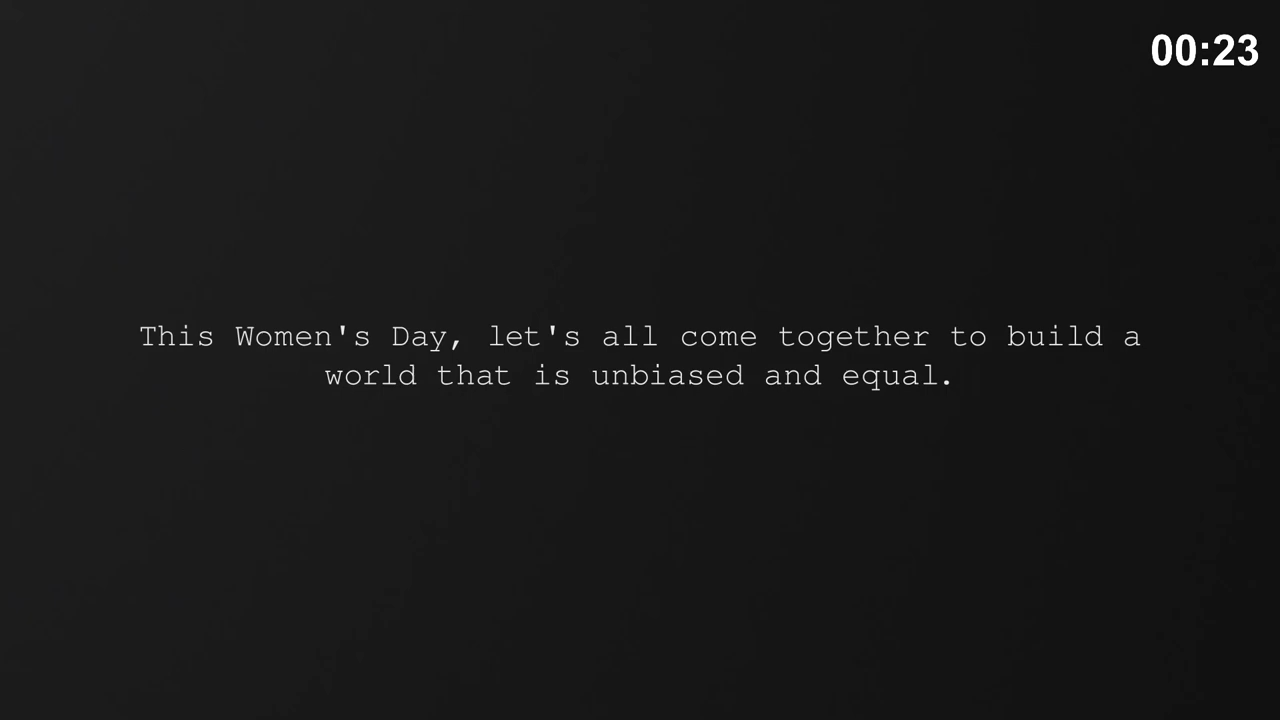 00:23
This Women's Day, let's all come together to build a
world that is unbiased and equal.